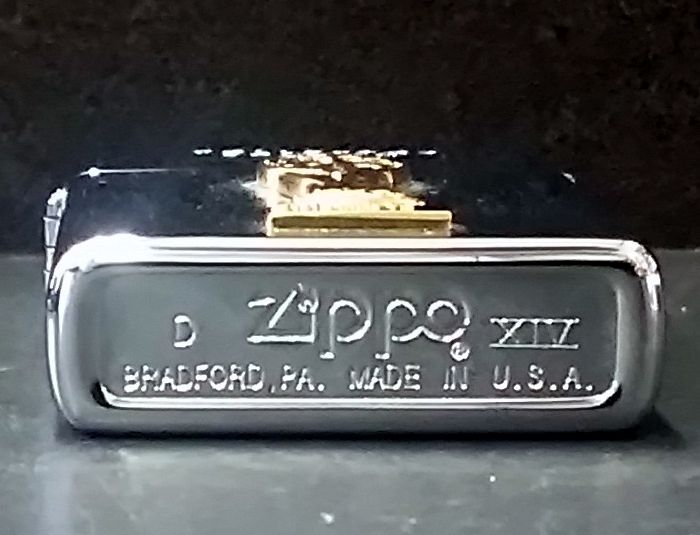 D Zippo® XIV
BRADFORD, PA. MADE IN U.S.A.